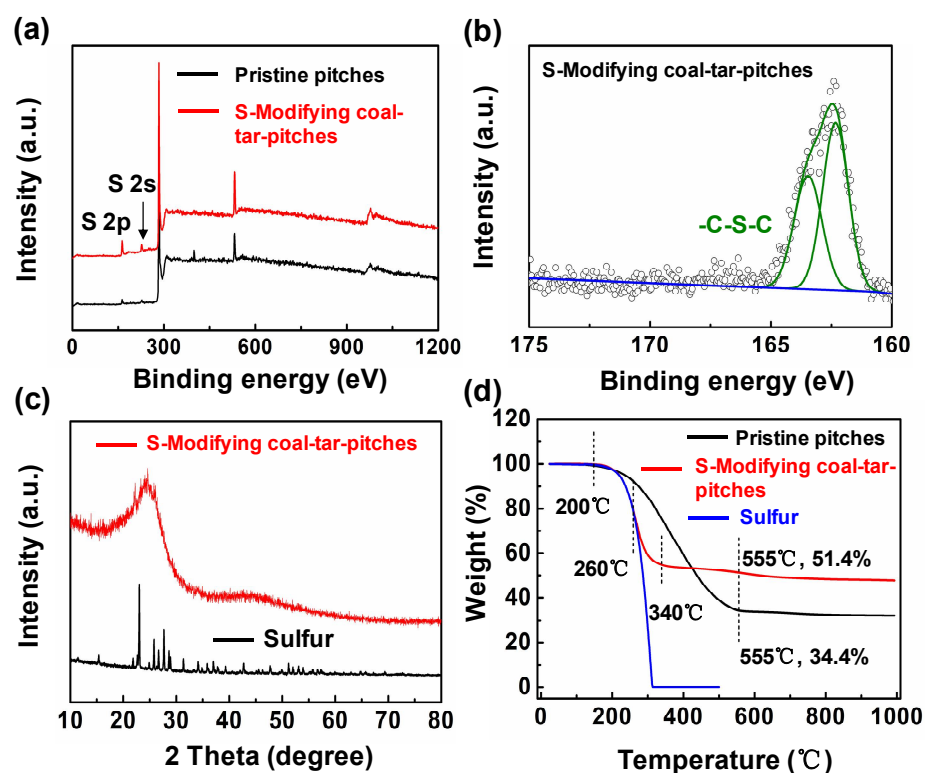 (a)
Pristine pitches
S-Modifying coal-
tar-pitches
S 2s
S 2p
Intensity (a.u.)
0 300 600 900 1200
Binding energy (eV)
(b)
S-Modifying coal-tar-pitches
-C-S-C
Intensity (a.u.)
175 170 165 160
Binding energy (eV)
(c)
S-Modifying coal-tar-pitches
Sulfur
Intensity (a.u.)
10 20 30 40 50 60 70 80
2 Theta (degree)
(d)
120
100
80
60
40
20
0
Weight (%)
Pristine pitches
S-Modifying coal-tar-
pitches
Sulfur
200℃
260℃
340℃
555℃, 51.4%
555℃, 34.4%
0 200 400 600 800 1000
Temperature (℃)